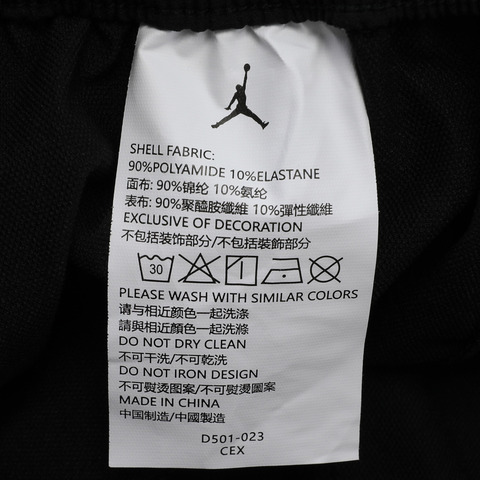 SHELL FABRIC:
90%POLYAMIDE 10%ELASTANE
面布: 90%锦纶 10%氨纶
表布: 90%聚醯胺纖維 10%彈性纖維
EXCLUSIVE OF DECORATION
不包括装饰部分/不包括裝飾部分
30
PLEASE WASH WITH SIMILAR COLORS
请与相近颜色一起洗涤
請與相近顏色一起洗滌
DO NOT DRY CLEAN
不可干洗/不可乾洗
DO NOT IRON DESIGN
不可熨烫图案/不可熨燙圖案
MADE IN CHINA
中国制造/中國製造
D501-023
CEX